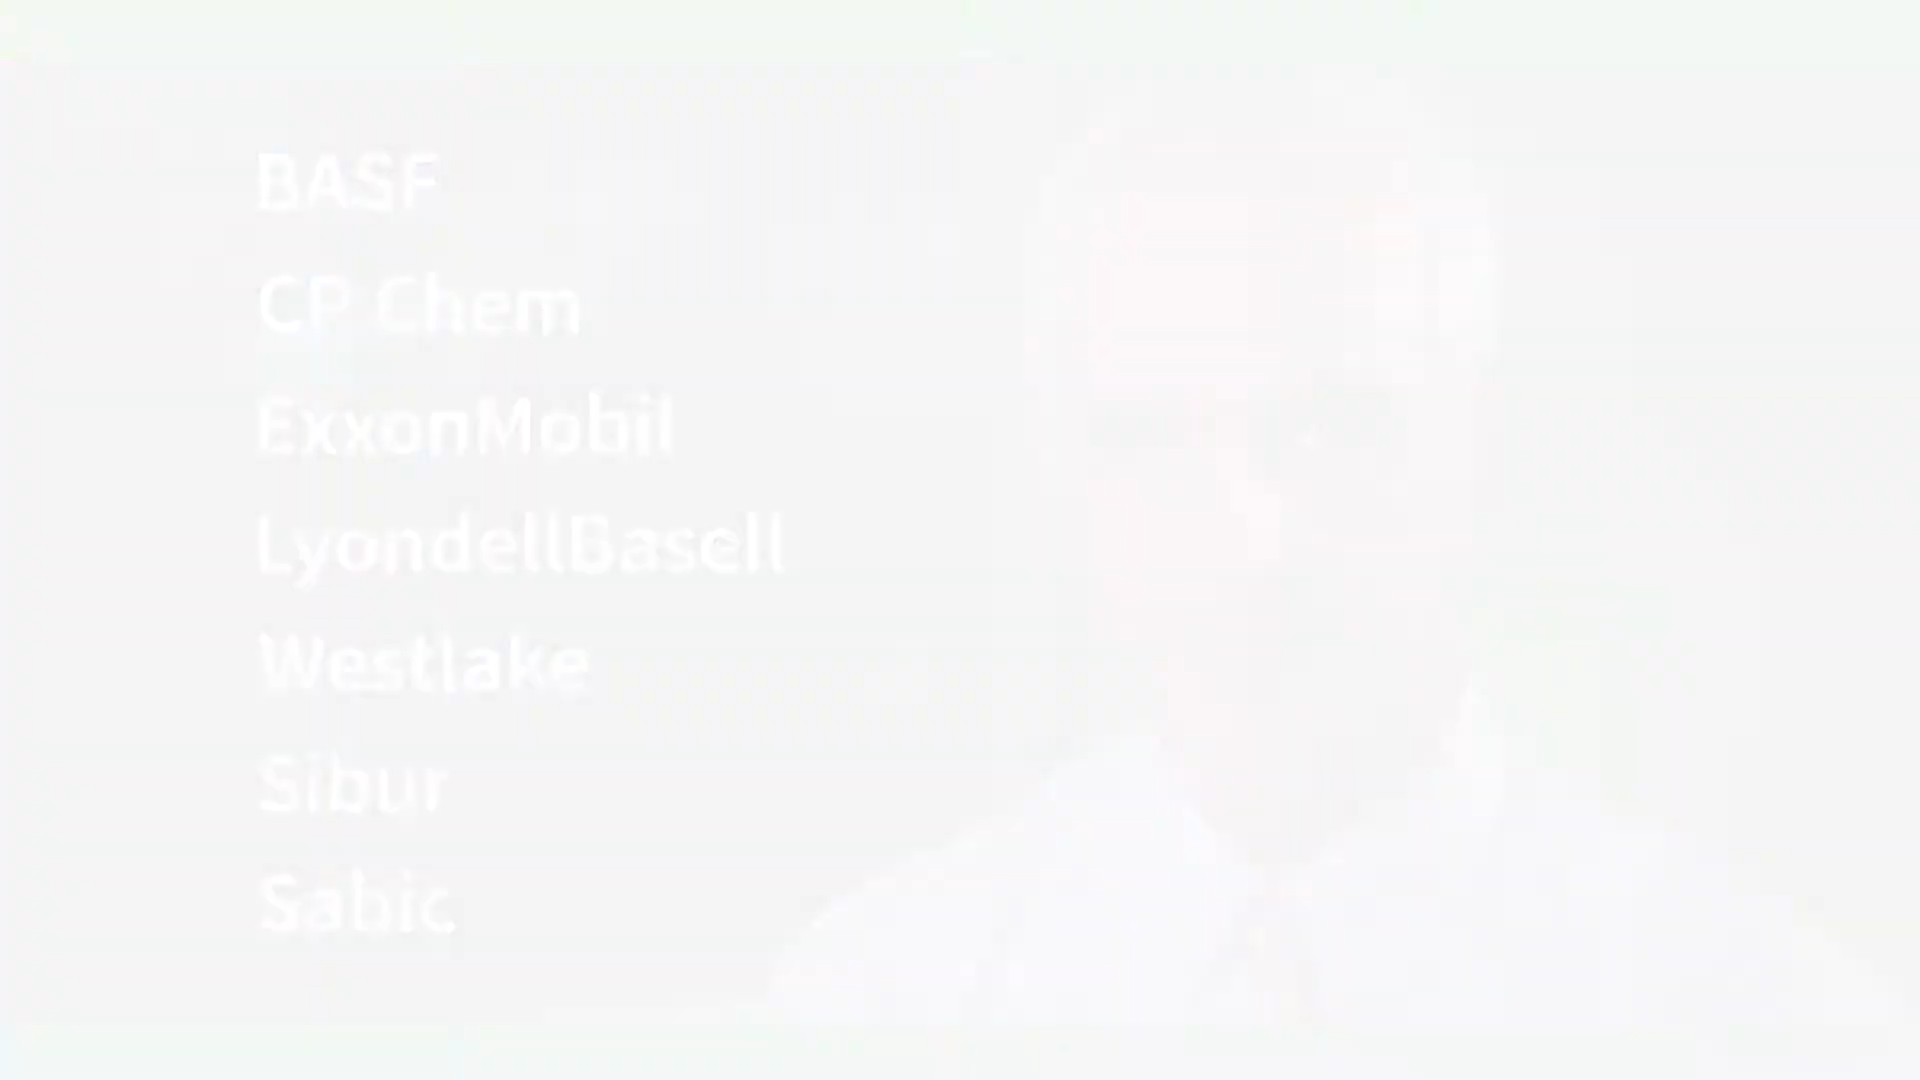 BASF
CP Chem
ExxonMobil
LyondellBasell
Westlake
Sibur
Sabic